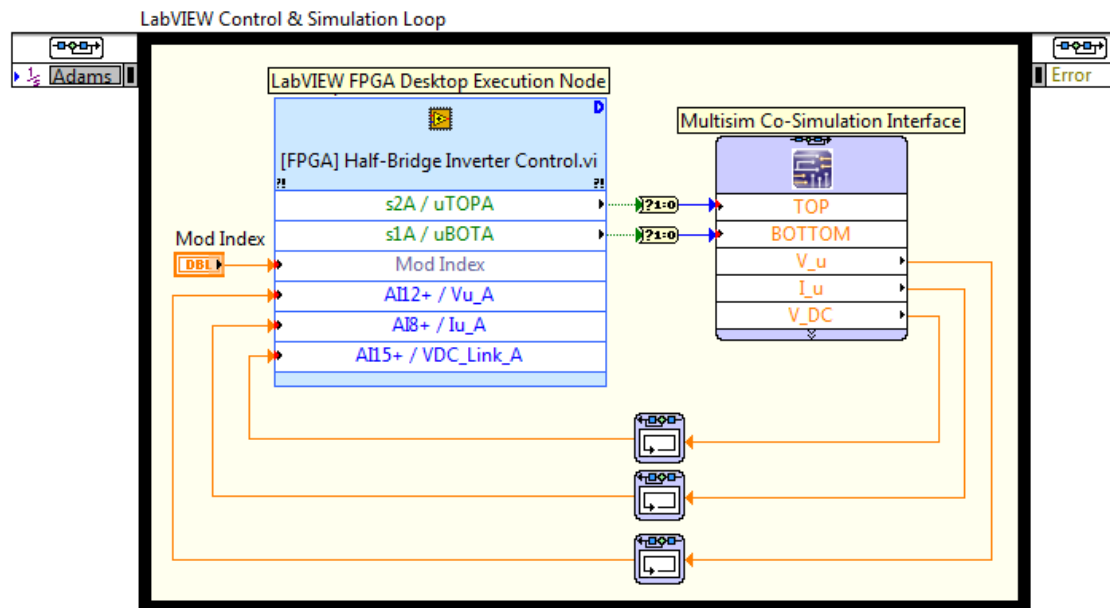 LabVIEW Control & Simulation Loop
Adams
Error
LabVIEW FPGA Desktop Execution Node
D
[FPGA] Half-Bridge Inverter Control.vi
?! ?!
s2A / uTOPA
s1A / uBOTA
Mod Index
AI12+ / Vu_A
AI8+ / Iu_A
AI15+ / VDC_Link_A
Mod Index
DBL
?1:0
?1:0
Multisim Co-Simulation Interface
TOP
BOTTOM
V_u
I_u
V_DC